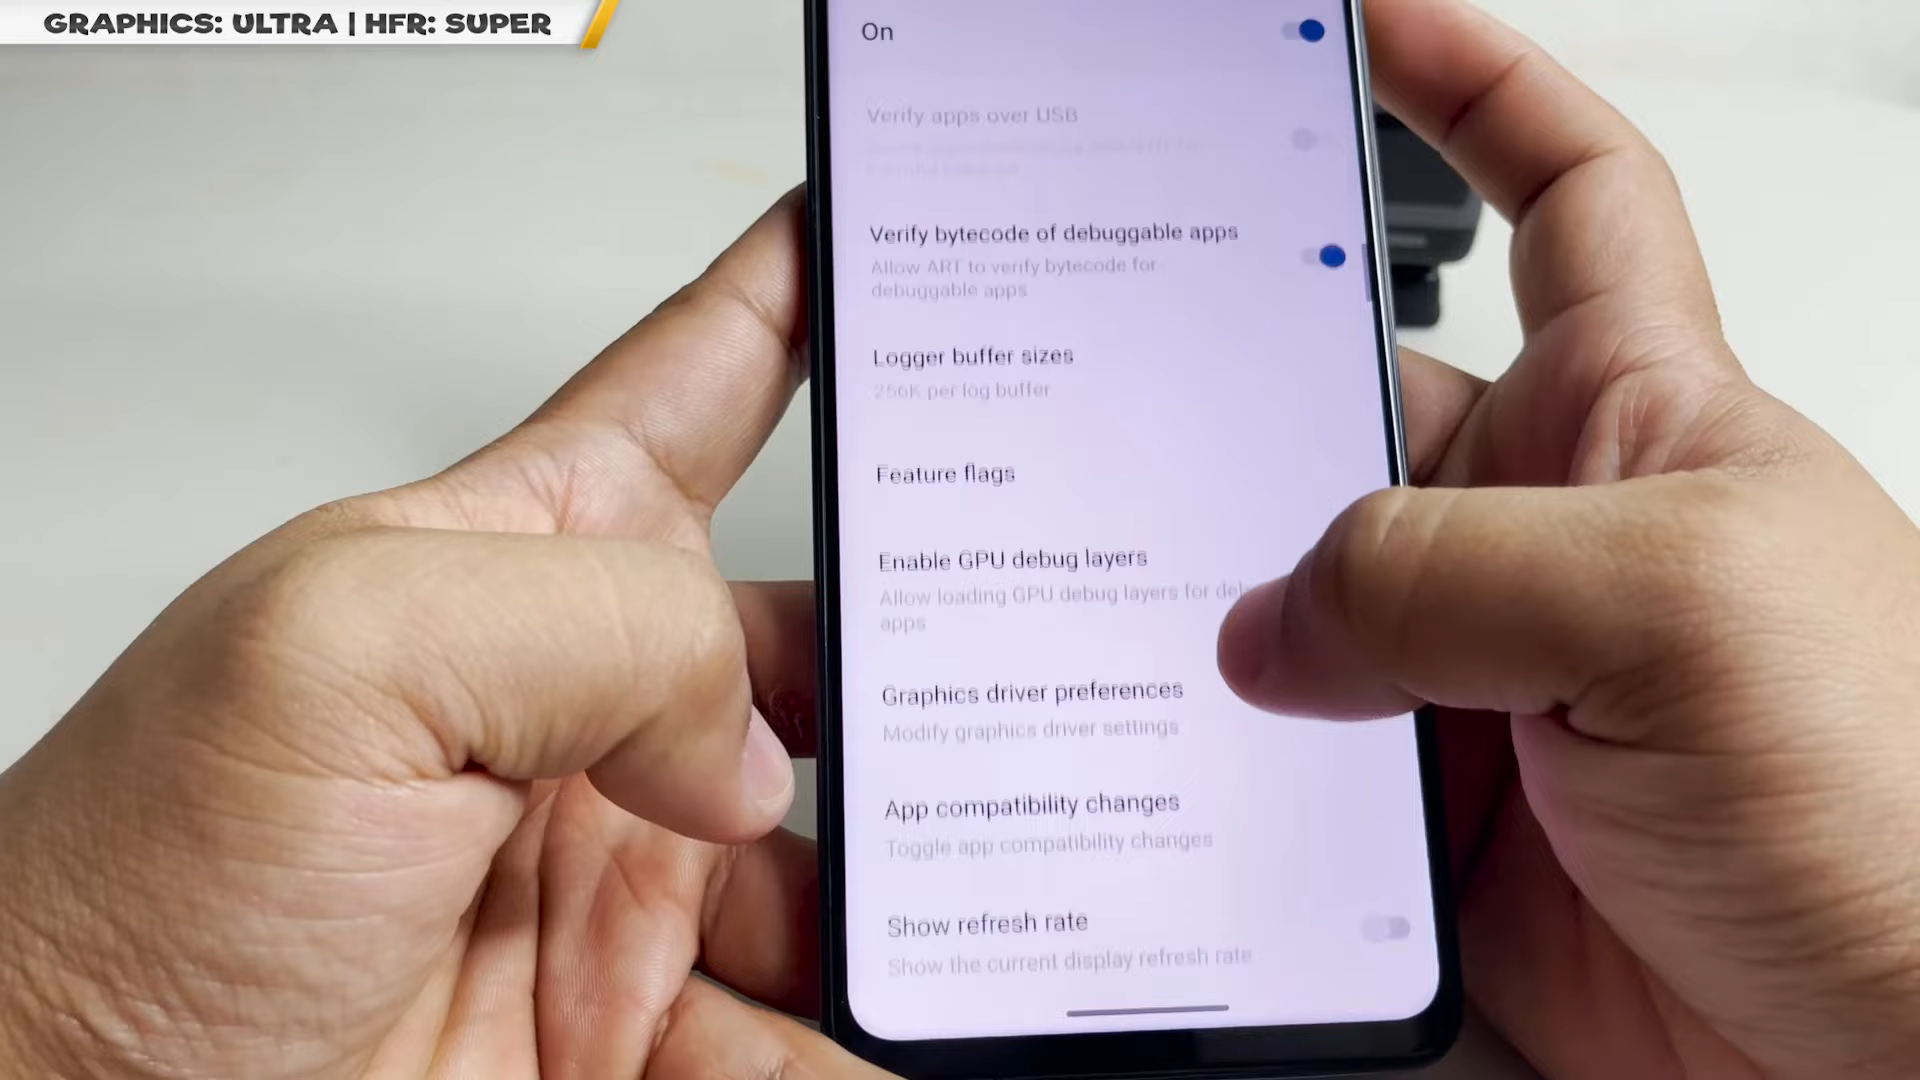 GRAPHICS: ULTRA | HFR: SUPER
On
Verify apps over USB
Verify bytecode of debuggable apps
Allow ART to verify bytecode for
debuggable apps
Logger buffer sizes
256K per log buffer
Feature flags
Enable GPU debug layers
Allow loading GPU debug layers for
apps
Graphics driver preferences
Modify graphics driver settings
App compatibility changes
Toggle app compatibility changes
Show refresh rate
Show the current display refresh rate